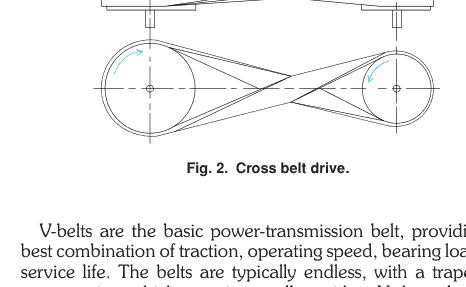 Fig. 2. Cross belt drive.
V-belts are the basic power-transmission belt, providi
best combination of traction, operating speed, bearing loa
service life. The belts are typically endless, with a trape